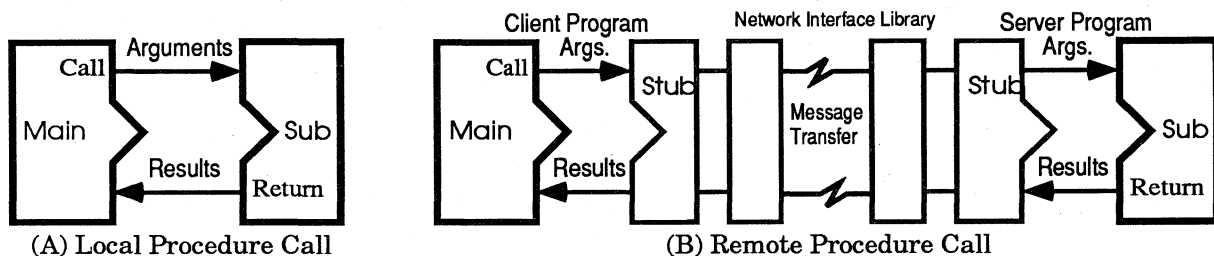 Arguments
Call
Main
Sub
Results
Return
(A) Local Procedure Call
Client Program
Network Interface Library
Server Program
Args.
Args.
Call
Stub
Stub
Main
Message
Transfer
Sub
Results
Results
Return
(B) Remote Procedure Call